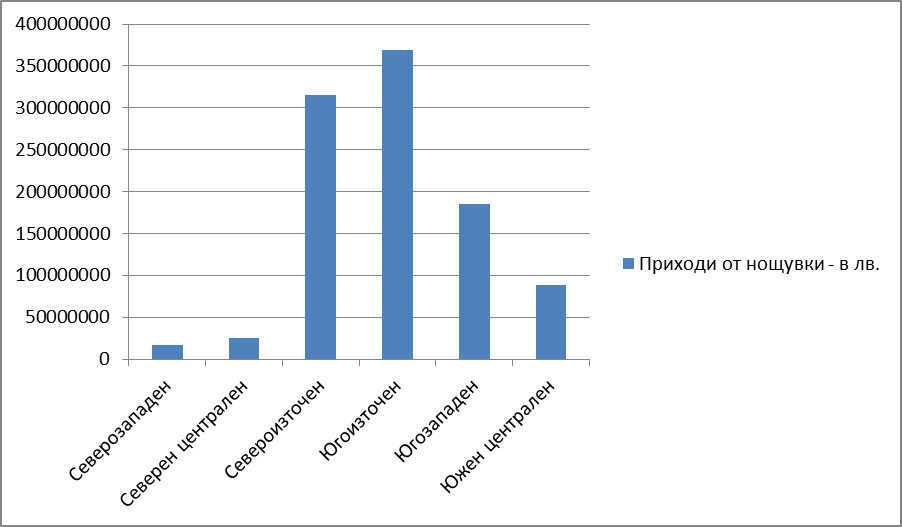 400000000
350000000
300000000
250000000
200000000
150000000
100000000
50000000
0
Северозападен
Северен централен
Североизточен
Югоизточен
Югозападен
Южен централен
Приходи от нощувки - в лв.